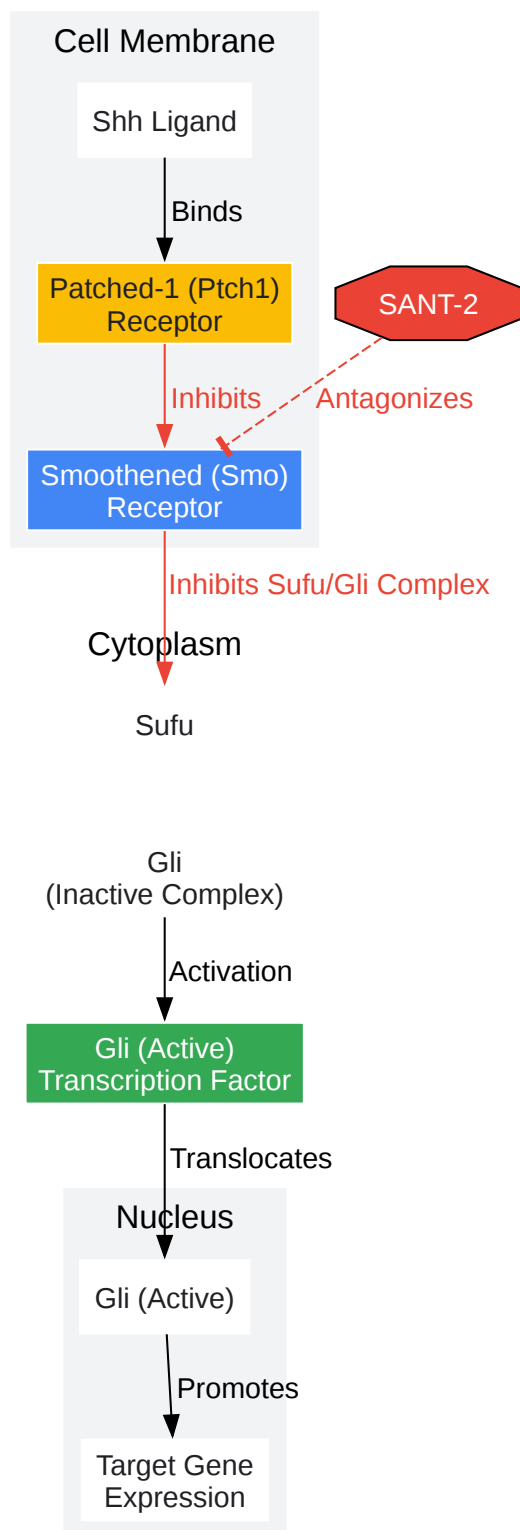 Cell Membrane
Shh Ligand
Binds
Patched-1 (Ptch1)
Receptor
SANT-2
Inhibits
Antagonizes
Smoothened (Smo)
Receptor
Inhibits Sufu/Gli Complex
Cytoplasm
Sufu
Gli
(Inactive Complex)
Activation
Gli (Active)
Transcription Factor
Translocates
Nucleus
Gli (Active)
Promotes
Target Gene
Expression